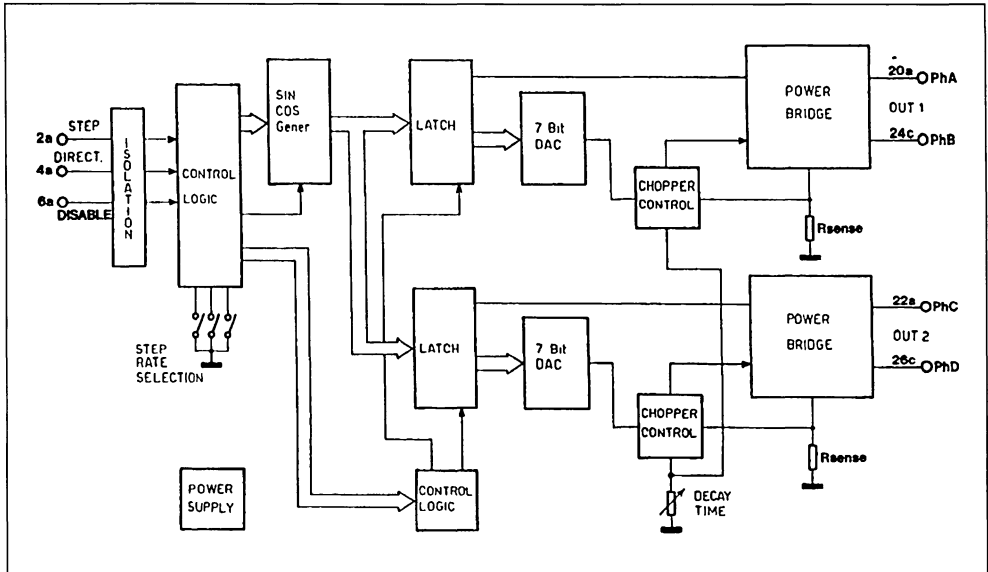 2a
STEP
4a
DIRECT.
6a
DISABLE
ISOLATION
CONTROL
LOGIC
STEP
RATE
SELECTION
SIN
COS
Gener
LATCH
7 Bit
DAC
CHOPPER
CONTROL
POWER
BRIDGE
20a
PhA
OUT 1
24c
PhB
Rsense
LATCH
7 Bit
DAC
CHOPPER
CONTROL
POWER
BRIDGE
22a
PhC
OUT 2
26c
PhD
Rsense
DECAY
TIME
CONTROL
LOGIC
POWER
SUPPLY